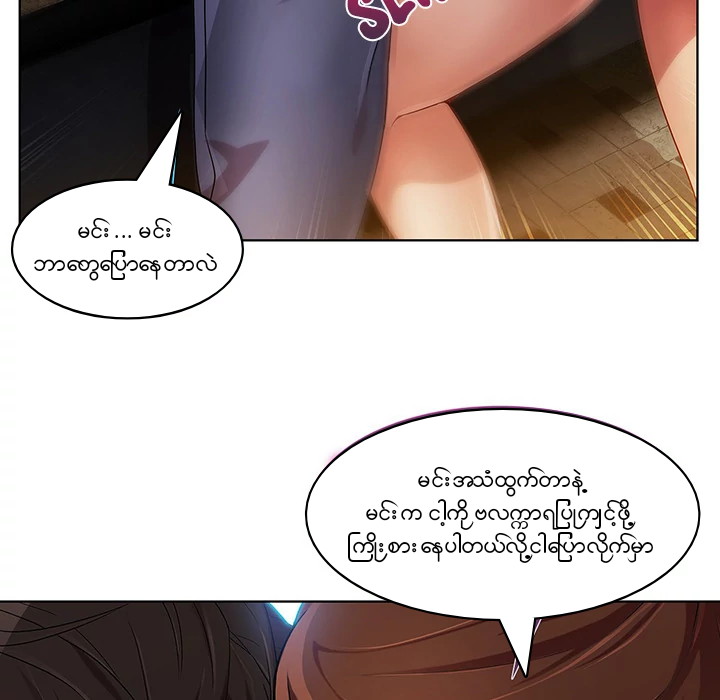 မင်း ... မင်း
ဘာတွေပြောနေတာလဲ
မင်းအသံထွက်တာနဲ့
မင်းက ငါ့ကို ဗလက္ကာရပြုကျင့်ဖို့
ကြိုးစားနေပါတယ်လို့ငါပြောလိုက်မှာ